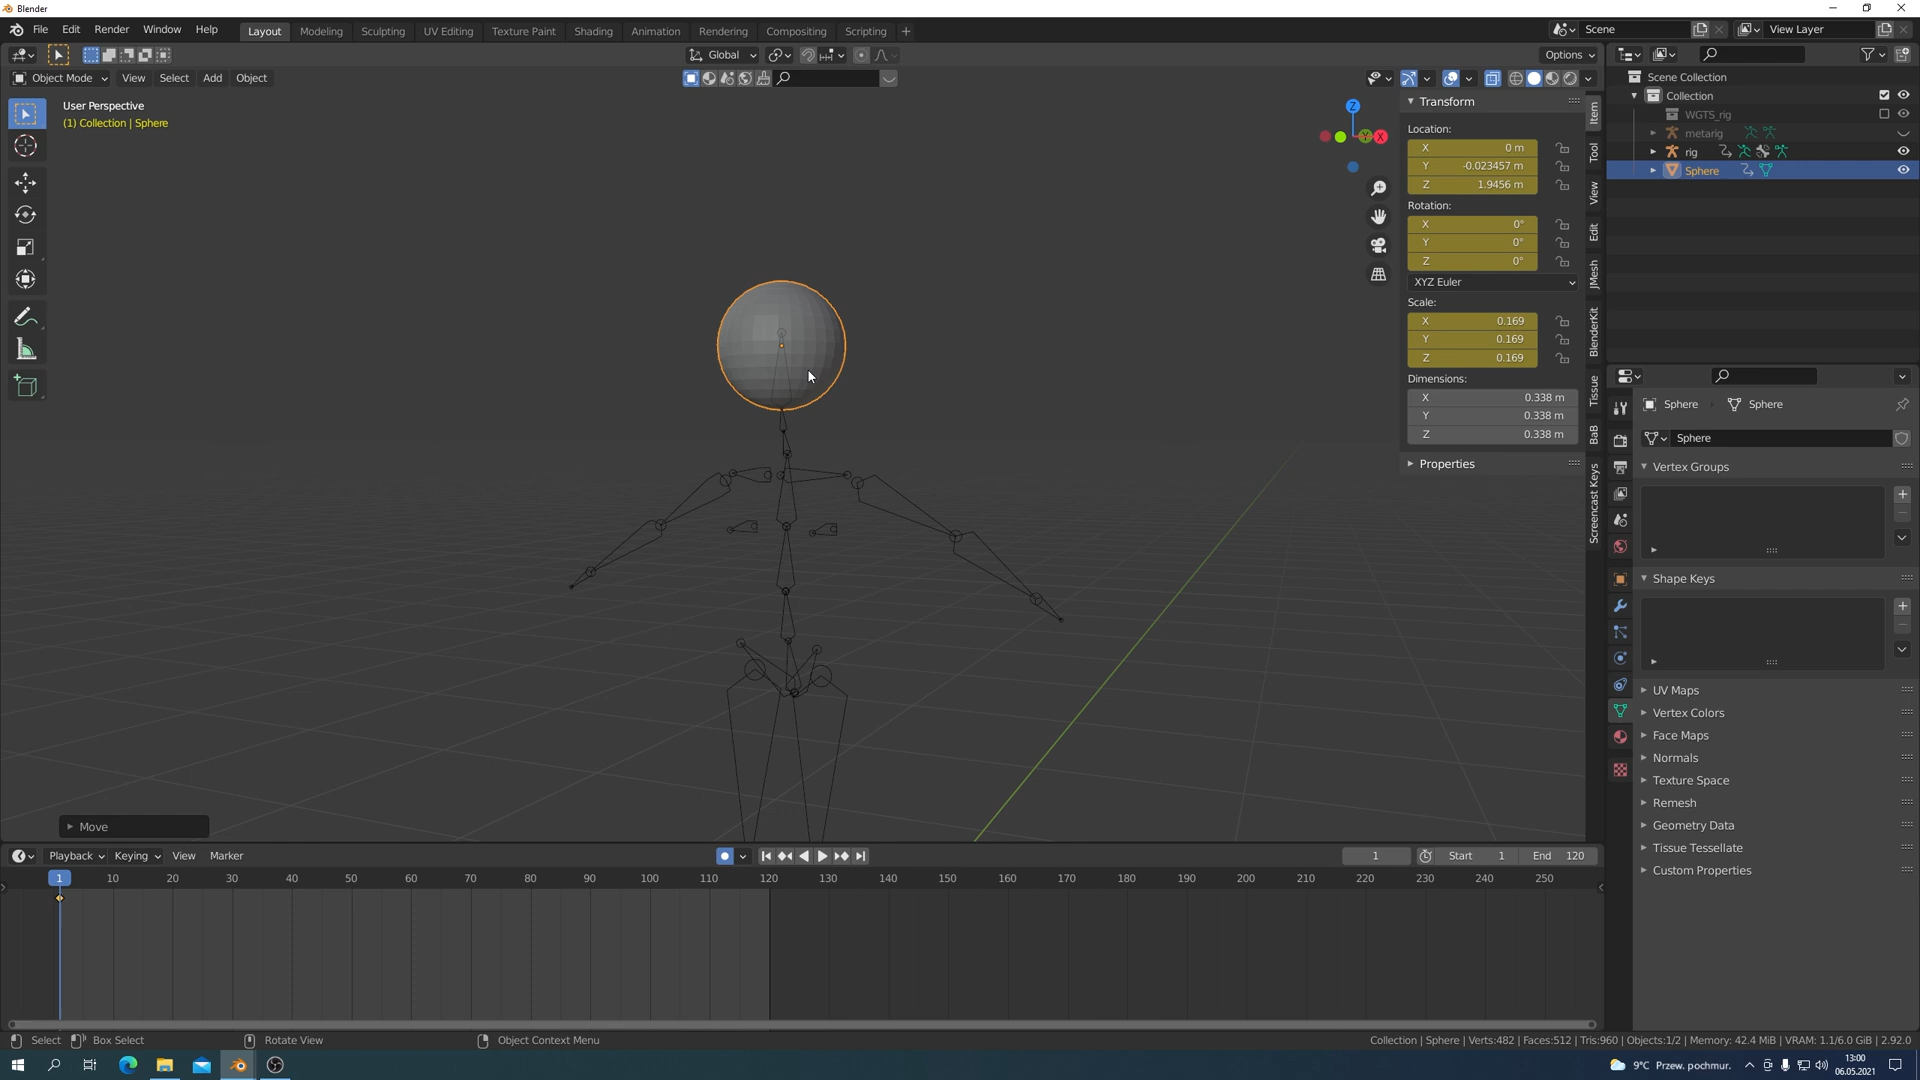 Blender
File Edit Render Window Help Layout Modeling Sculpting UV Editing Texture Paint Shading Animation Rendering Compositing Scripting + Scene View Layer
Global Options
Object Mode View Select Add Object
User Perspective
(1) Collection | Sphere
Z
Y
X
Transform
Location:
X 0 m
Y -0.023457 m
Z 1.9456 m
Rotation:
X 0°
Y 0°
Z 0°
XYZ Euler
Scale:
X 0.169
Y 0.169
Z 0.169
Dimensions:
X 0.338 m
Y 0.338 m
Z 0.338 m
Properties
Item
Tool
View
Edit
JMesh
BlenderKit
Tissue
BaB
Screencast Keys
Scene Collection
Collection
WGTS_rig
metarig
rig
Sphere
Sphere Sphere
Sphere
Vertex Groups
Shape Keys
UV Maps
Vertex Colors
Face Maps
Normals
Texture Space
Remesh
Geometry Data
Tissue Tessellate
Custom Properties
Move
Playback Keying View Marker 1 Start 1 End 120
1 10 20 30 40 50 60 70 80 90 100 110 120 130 140 150 160 170 180 190 200 210 220 230 240 250
Select Box Select Rotate View Object Context Menu Collection | Sphere | Verts:482 | Faces:512 | Tris:960 | Objects:1/2 | Memory: 42.4 MiB | VRAM: 1.1/6.0 GiB | 2.92.0
9°C Przew. pochmur. 13:00
06.05.2021